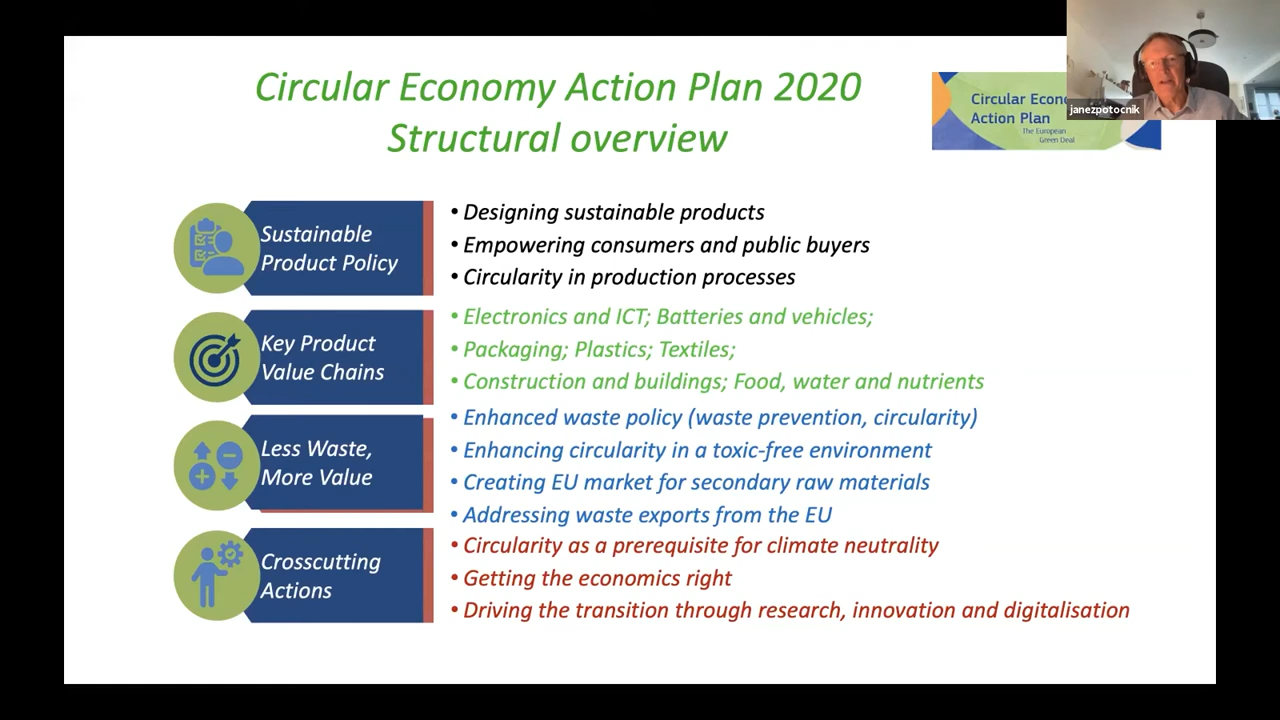 Circular Economy Action Plan 2020
Structural overview
Circular Econo
Action Plan
The European
Green Deal
janezpotocnik
Sustainable
Product Policy
• Designing sustainable products
• Empowering consumers and public buyers
• Circularity in production processes
Key Product
Value Chains
• Electronics and ICT; Batteries and vehicles;
• Packaging; Plastics; Textiles;
• Construction and buildings; Food, water and nutrients
Less Waste,
More Value
• Enhanced waste policy (waste prevention, circularity)
• Enhancing circularity in a toxic-free environment
• Creating EU market for secondary raw materials
• Addressing waste exports from the EU
Crosscutting
Actions
• Circularity as a prerequisite for climate neutrality
• Getting the economics right
• Driving the transition through research, innovation and digitalisation